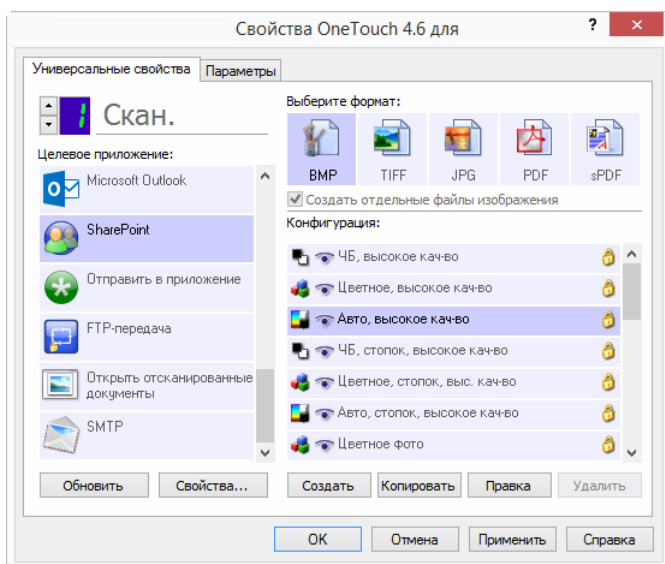 Свойства OneTouch 4.6 для
?
×
Универсальные свойства
Параметры
1
Скан.
Целевое приложение:
Microsoft Outlook
SharePoint
Отправить в приложение
FTP-передача
Открыть отсканированные
документы
SMTP
Обновить
Свойства...
Выберите формат:
BMP
TIFF
JPG
PDF
sPDF
Создать отдельные файлы изображения
Конфигурация:
ЧБ, высокое кач-во
Цветное, высокое кач-во
Авто, высокое кач-во
ЧБ, стопок, высокое кач-во
Цветное, стопок, выс. кач-во
Авто, стопок, высокое кач-во
Цветное фото
Создать
Копировать
Правка
Удалить
OK
Отмена
Применить
Справка